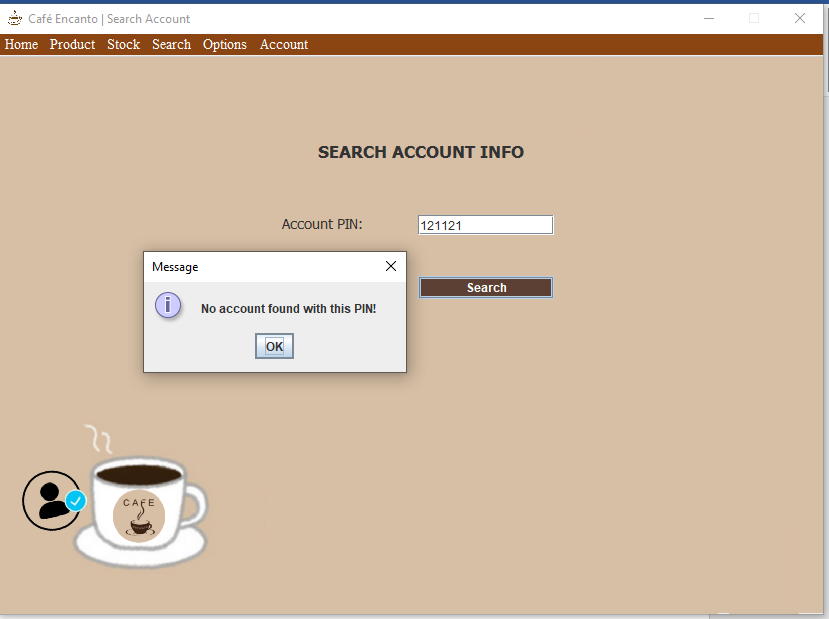 Café Encanto | Search Account
Home Product Stock Search Options Account
SEARCH ACCOUNT INFO
Account PIN: 121121
Message
No account found with this PIN!
OK
Search
CAFE